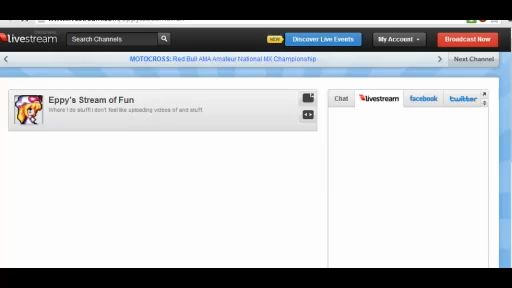 livestream
Search Channels
NEW
Discover Live Events
My Account
Broadcast Now
MOTOCROSS: Red Bull AMA Amateur National MX Championship
Next Channel
Eppy's Stream of Fun
Where I do stuff I don't feel like uploading videos of and stuff.
Chat
livestream
facebook
twitter